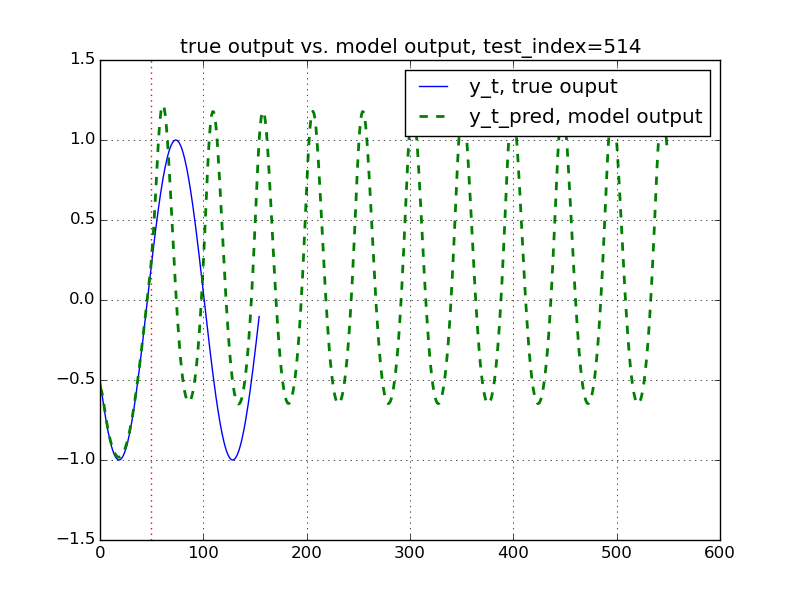 true output vs. model output, test_index=514
y_t, true ouput
y_t_pred, model output
1.5
1.0
0.5
0.0
−0.5
−1.0
−1.5
0 100 200 300 400 500 600